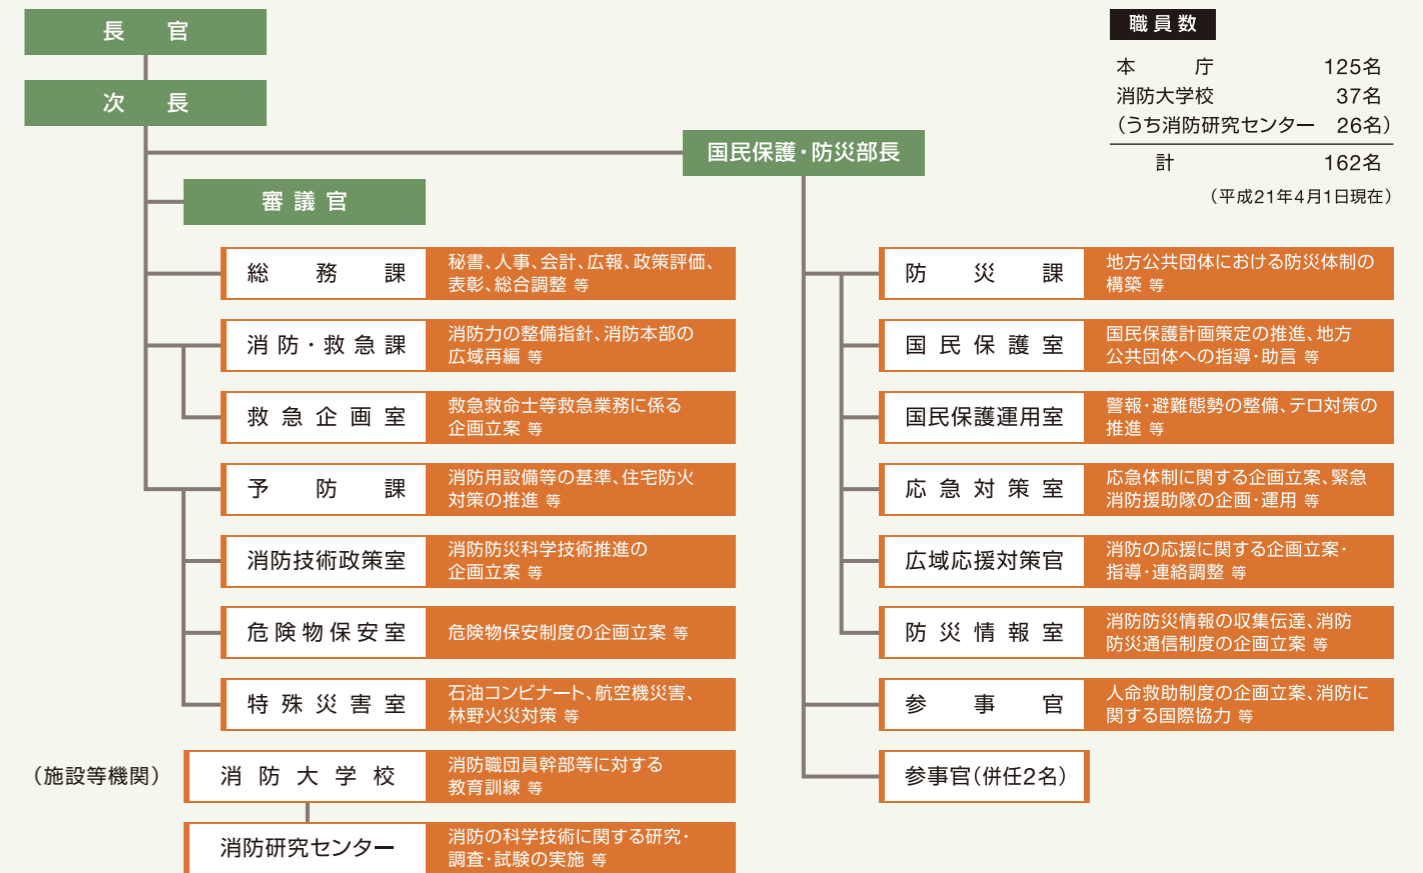 長官
次長
国民保護・防災部長
審議官
職員数
本庁 125名
消防大学校 37名
(うち消防研究センター 26名)
計 162名
(平成21年4月1日現在)
総務課
秘書、人事、会計、広報、政策評価、
表彰、総合調整 等
消防・救急課
消防力の整備指針、消防本部の
広域再編 等
救急企画室
救急救命士等救急業務に係る
企画立案 等
予防課
消防用設備等の基準、住宅防火
対策の推進 等
消防技術政策室
消防防災科学技術推進の
企画立案 等
危険物保安室
危険物保安制度の企画立案 等
特殊災害室
石油コンビナート、航空機災害、
林野火災対策 等
(施設等機関)
消防大学校
消防職団員幹部等に対する
教育訓練 等
消防研究センター
消防の科学技術に関する研究・
調査・試験の実施 等
防災課
地方公共団体における防災体制の
構築 等
国民保護室
国民保護計画策定の推進、地方
公共団体への指導・助言 等
国民保護運用室
警報・避難態勢の整備、テロ対策の
推進 等
応急対策室
応急体制に関する企画立案、緊急
消防援助隊の企画・運用 等
広域応援対策官
消防の応援に関する企画立案・
指導・連絡調整 等
防災情報室
消防防災情報の収集伝達、消防
防災通信制度の企画立案 等
参事官
人命救助制度の企画立案、消防に
関する国際協力 等
参事官(併任2名)